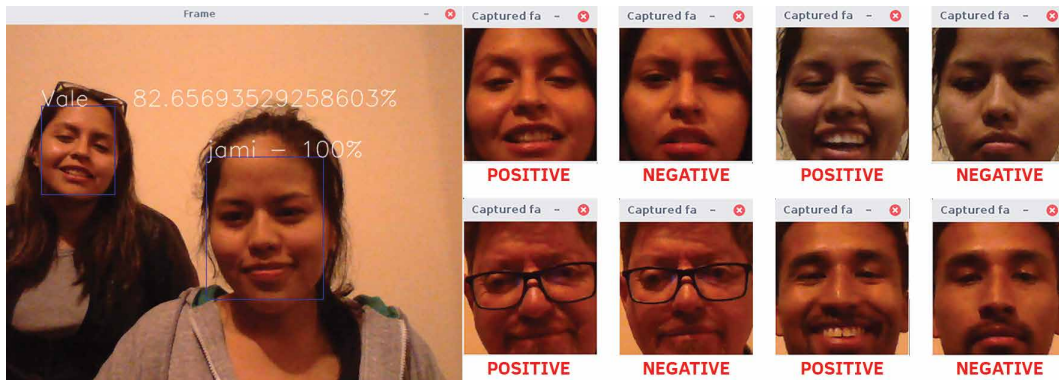 Frame
Vale - 82.65693529258603%
jami - 100%
Captured fa
Captured fa
Captured fa
Captured fa
POSITIVE
NEGATIVE
POSITIVE
NEGATIVE
Captured fa
Captured fa
Captured fa
Captured fa
POSITIVE
NEGATIVE
POSITIVE
NEGATIVE